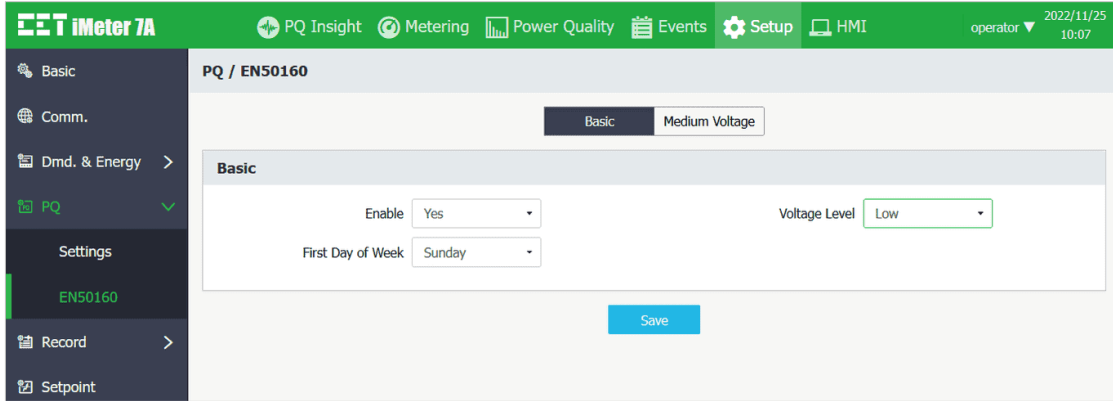 CET iMeter 7A
PQ Insight Metering Power Quality Events Setup HMI
operator ▼ 2022/11/25
10:07
Basic
Comm.
Dmd. & Energy >
PQ
Settings
EN50160
Record >
Setpoint
PQ / EN50160
Basic Medium Voltage
Basic
Enable Yes
Voltage Level Low
First Day of Week Sunday
Save